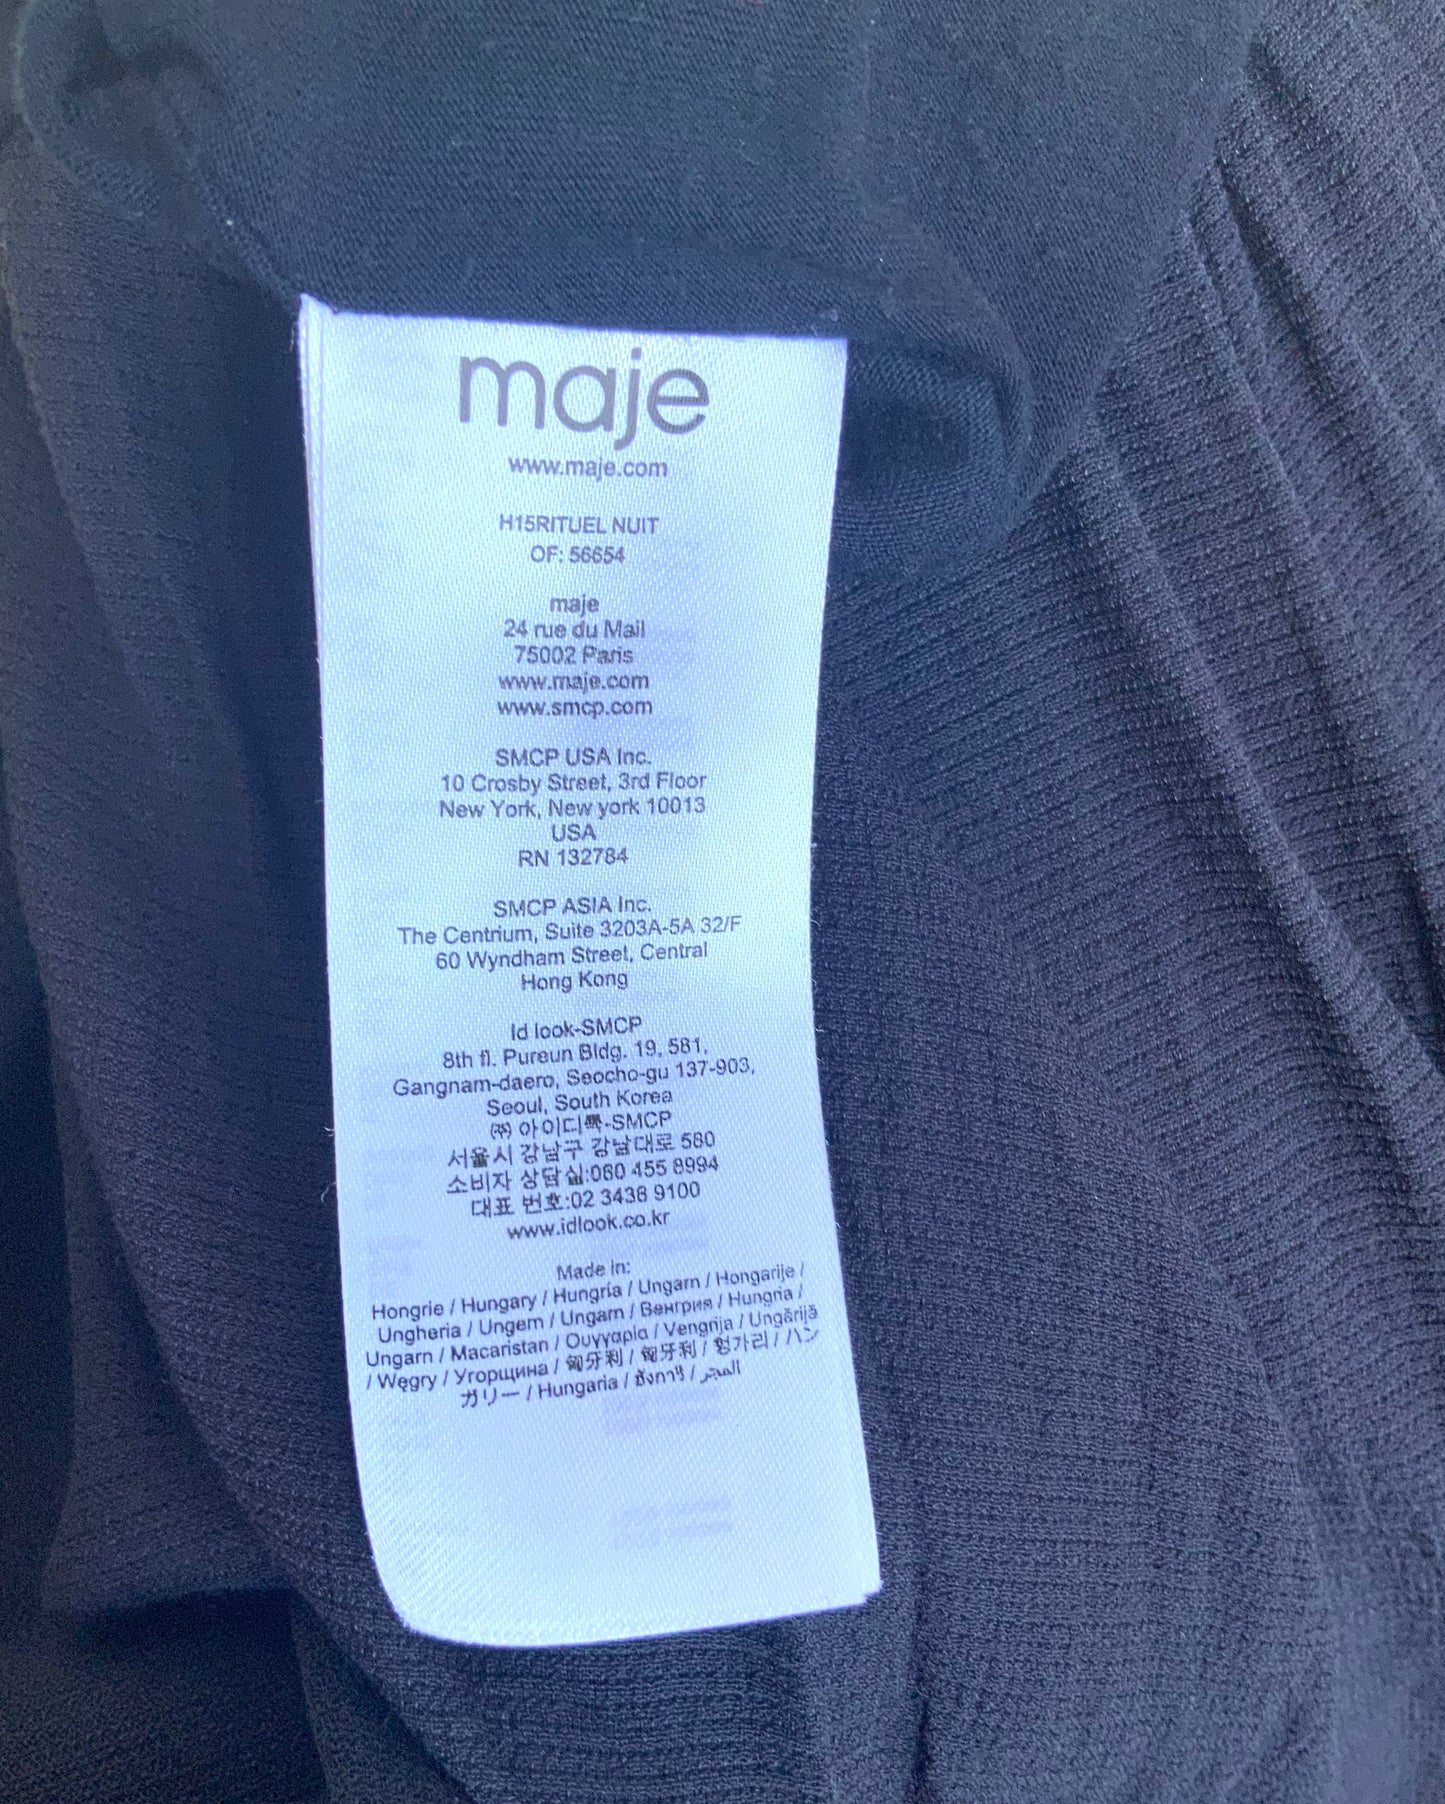 maje
www.maje.com
H15RITUEL NUIT
OF: 56654
maje
24 rue du Mail
75002 Paris
www.maje.com
www.smcp.com
SMCP USA Inc.
10 Crosby Street, 3rd Floor
New York, New york 10013
USA
RN 132784
SMCP ASIA Inc.
The Centrium, Suite 3203A-5A 32/F
60 Wyndham Street, Central
Hong Kong
Id look-SMCP
8th fl. Pureun Bldg. 19, 581,
Gangnam-daero, Seocho-gu 137-903,
Seoul, South Korea
㈜ 아이디룩-SMCP
서울시 강남구 강남대로 580
소비자 상담실:080 455 8994
대표 번호:02 3438 9100
www.idlook.co.kr
Made in:
Hongrie / Hungary / Hungría / Ungarn / Hongarije /
Ungheria / Ungern / Ungarn / Венгрия / Hungria /
Ungarn / Macaristan / Ουγγαρία / Vengrija / Ungārijā
/ Węgry / Угорщина / 匈牙利 / 匈牙利 / 헝가리 / ハン
ガリー / Hungaria / ฮังการี / المجر